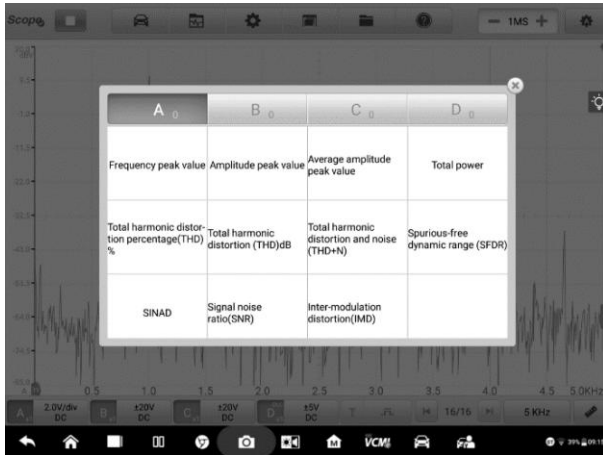 Scope
1MS
A 0
B 0
C 0
D 0
Frequency peak value
Amplitude peak value
Average amplitude
peak value
Total power
Total harmonic distor-
tion percentage(THD)
%
Total harmonic
distortion (THD)dB
Total harmonic
distortion and noise
(THD+N)
Spurious-free
dynamic range (SFDR)
SINAD
Signal noise
ratio(SNR)
Inter-modulation
distortion(IMD)
0.5 1.0 1.5 2.0 2.5 3.0 3.5 4.0 4.5 5.0KHz
A 2.0V/div
DC
B ±20V
DC
C ±20V
DC
D ±5V
DC
16/16
5 KHz
VCMI
39% 09:15